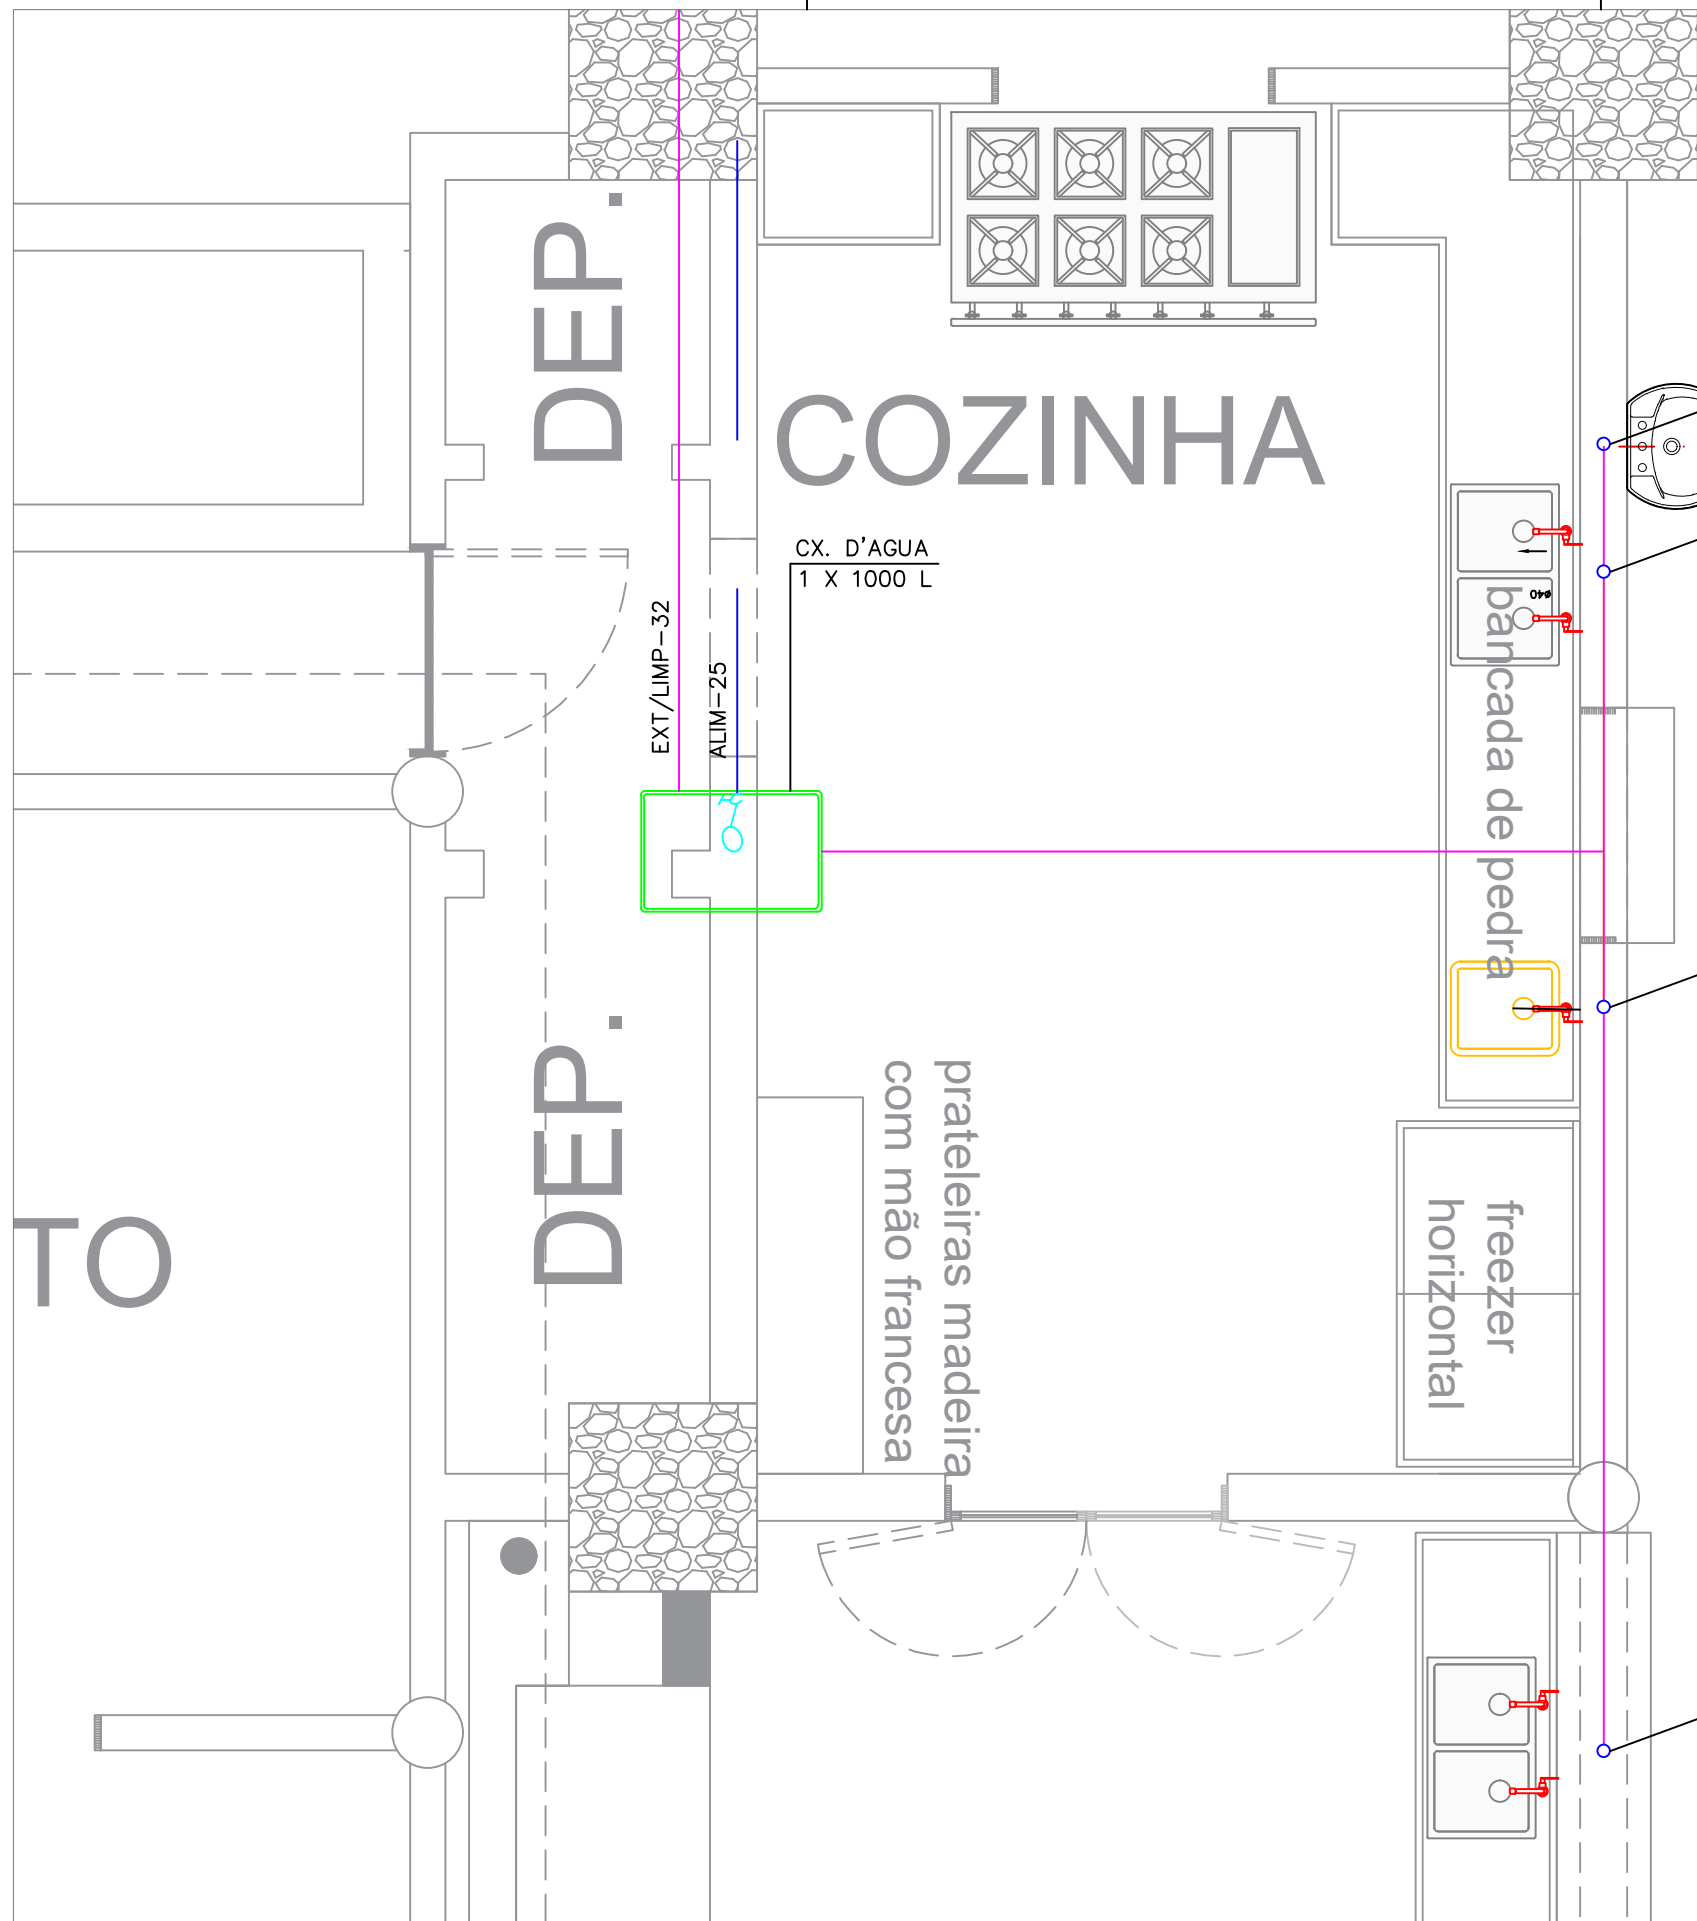 DEP.
COZINHA
CX. D'AGUA
1 X 1000 L
EXT/LIMP-32
ALIM-25
ø40
bancada de pedra
DEP.
prateleiras madeira
com mão francesa
freezer
horizontal
TO